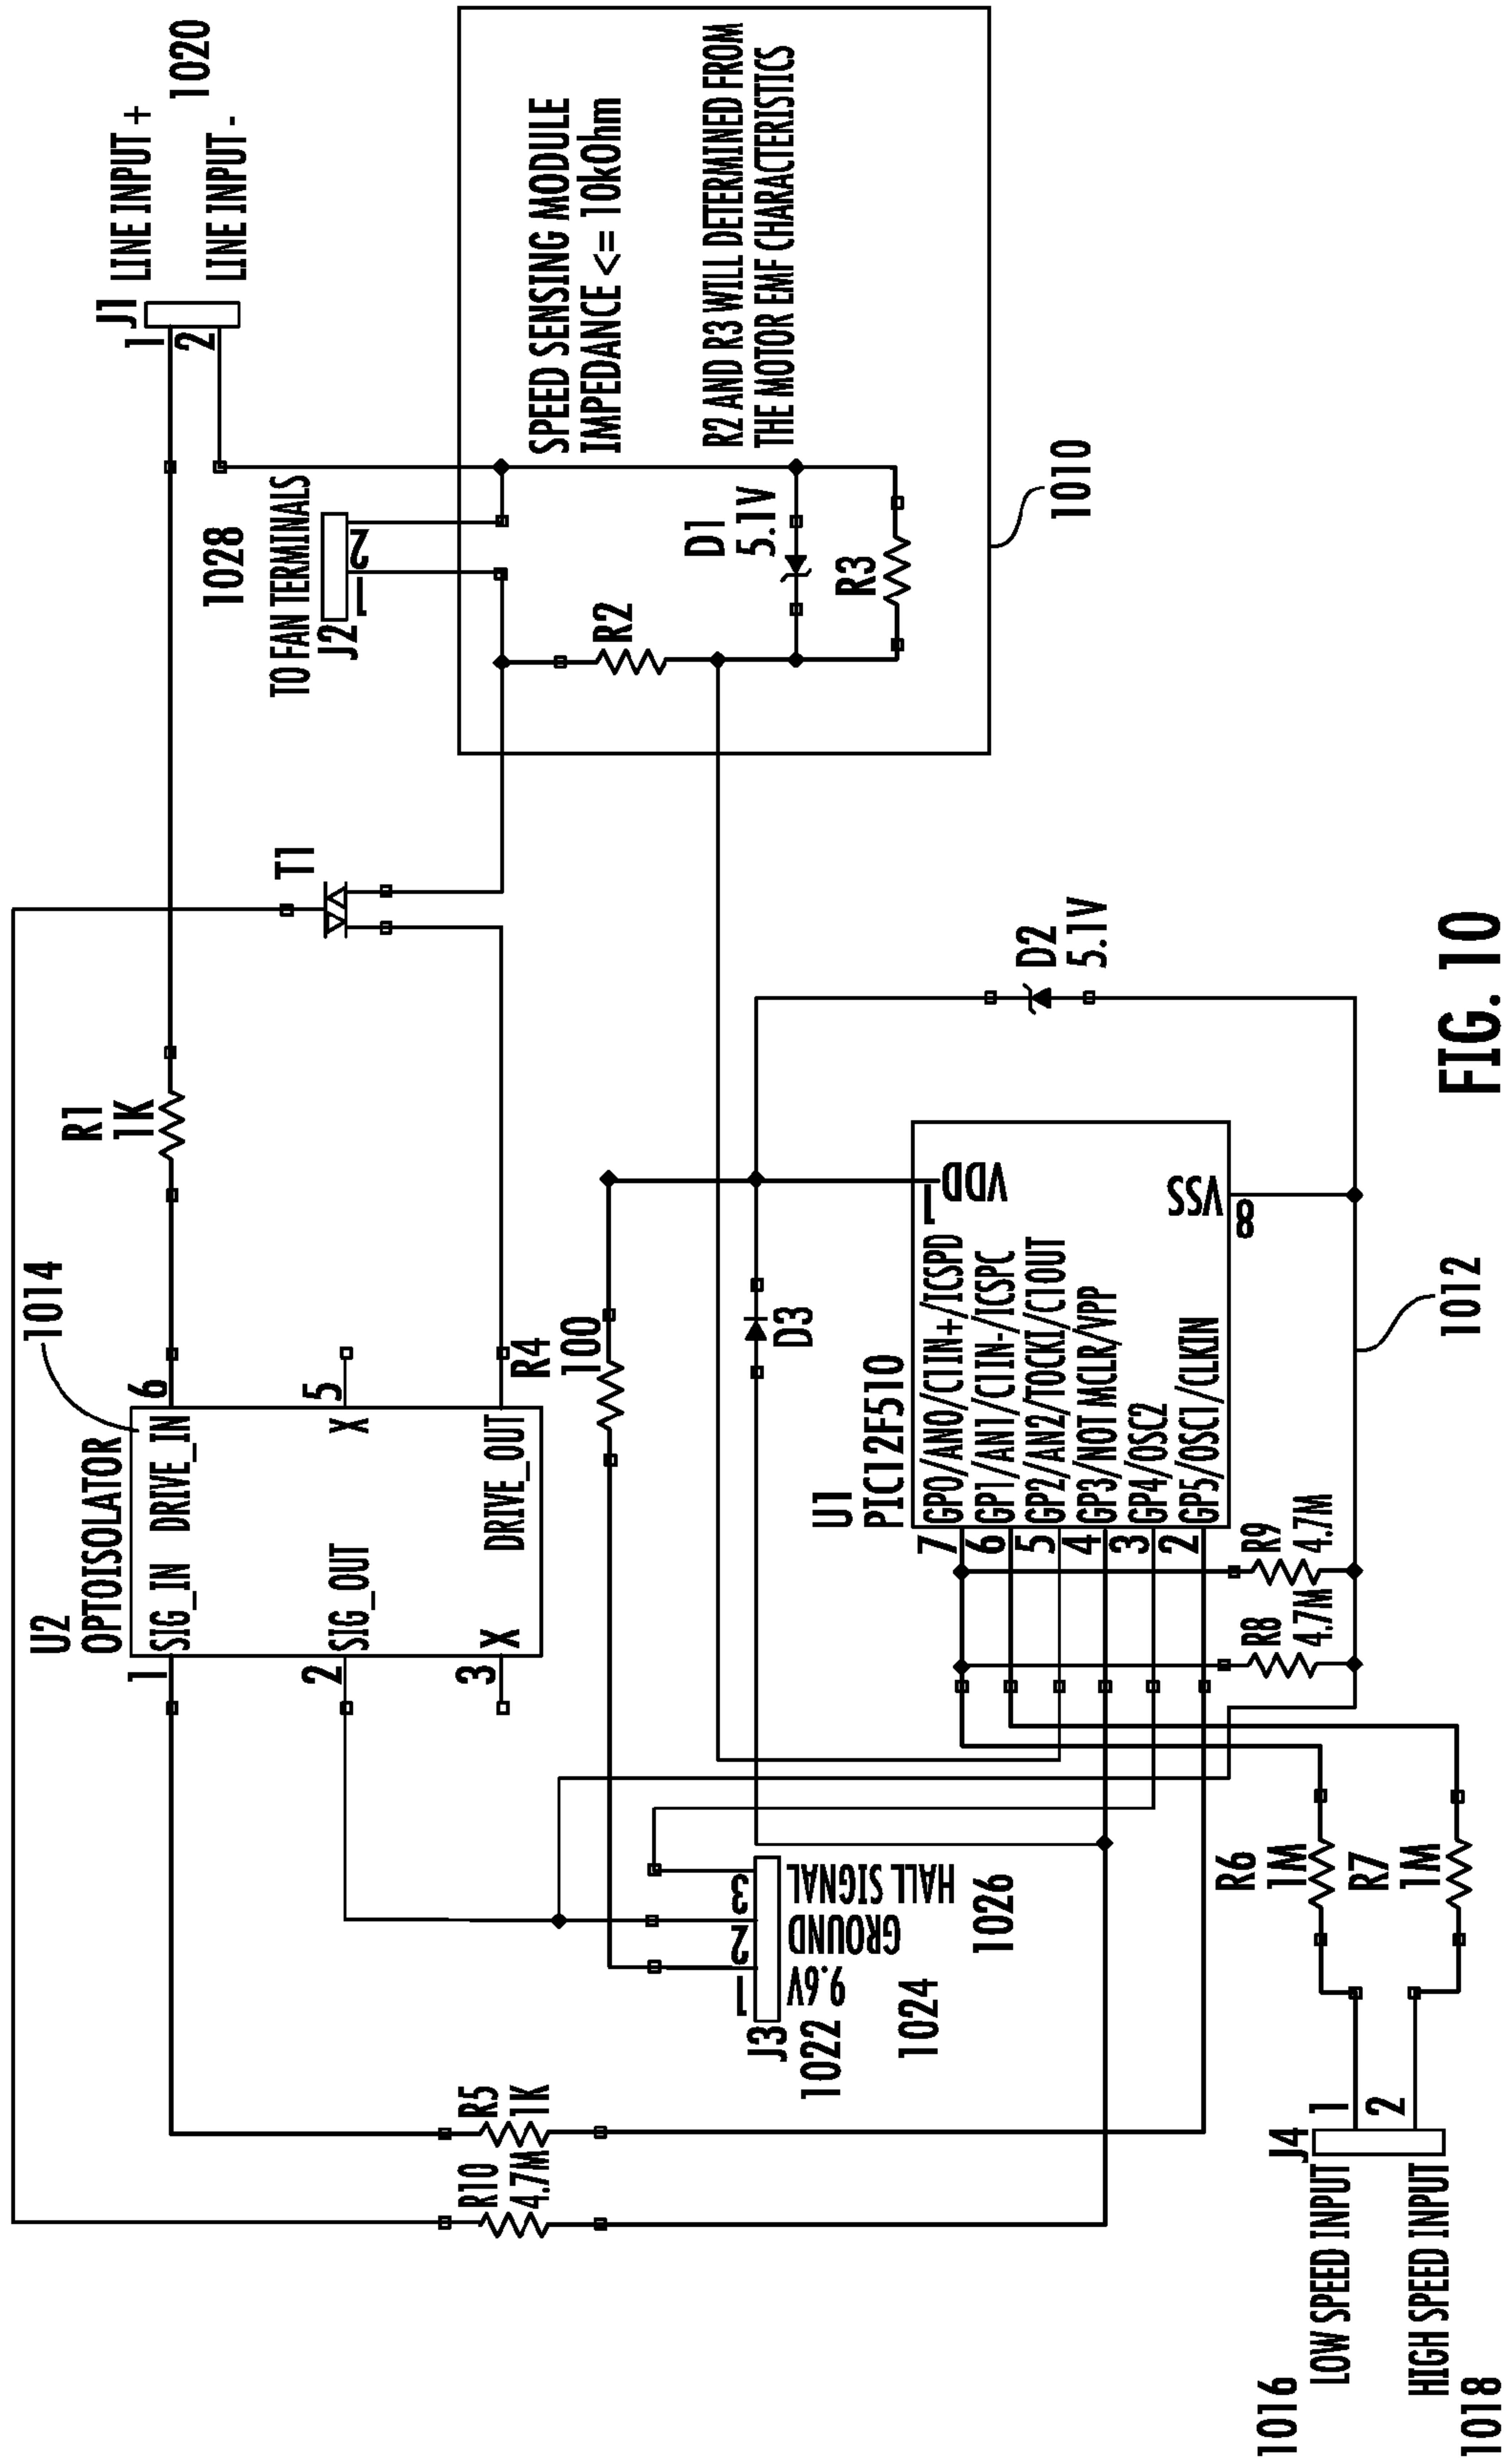 J1
1
2
LINE INPUT +
LINE INPUT -
1020
1028
TO FAN TERMINALS
J2
1
2
SPEED SENSING MODULE
IMPEDANCE <= 10kOhm
R2 AND R3 WILL DETERMINED FROM
THE MOTOR EMF CHARACTERISTICS
R2
D1
5.1V
R3
1010
T1
R1
1K
1014
U2
OPTOISOLATOR
1
SIG_IN
DRIVE_IN
6
2
SIG_OUT
X
5
3
X
DRIVE_OUT
R4
100
D3
D2
5.1V
U1
PIC12F510
1
VDD
VSS
8
7
GP0/AN0/C1IN+/ICSPD
6
GP1/AN1/C1IN-/ICSPC
5
GP2/AN2/TOCKI/C1OUT
4
GP3/NOT MCLR/VPP
3
GP4/OSC2
2
GP5/OSC1/CLKIN
1012
R8
4.7M
R9
4.7M
R10
4.7M
R5
1K
J3
1
2
3
9.6V
GROUND
HALL SIGNAL
1022
1024
1026
R6
1M
R7
1M
J4
1
2
1016
LOW SPEED INPUT
HIGH SPEED INPUT
1018
FIG. 10